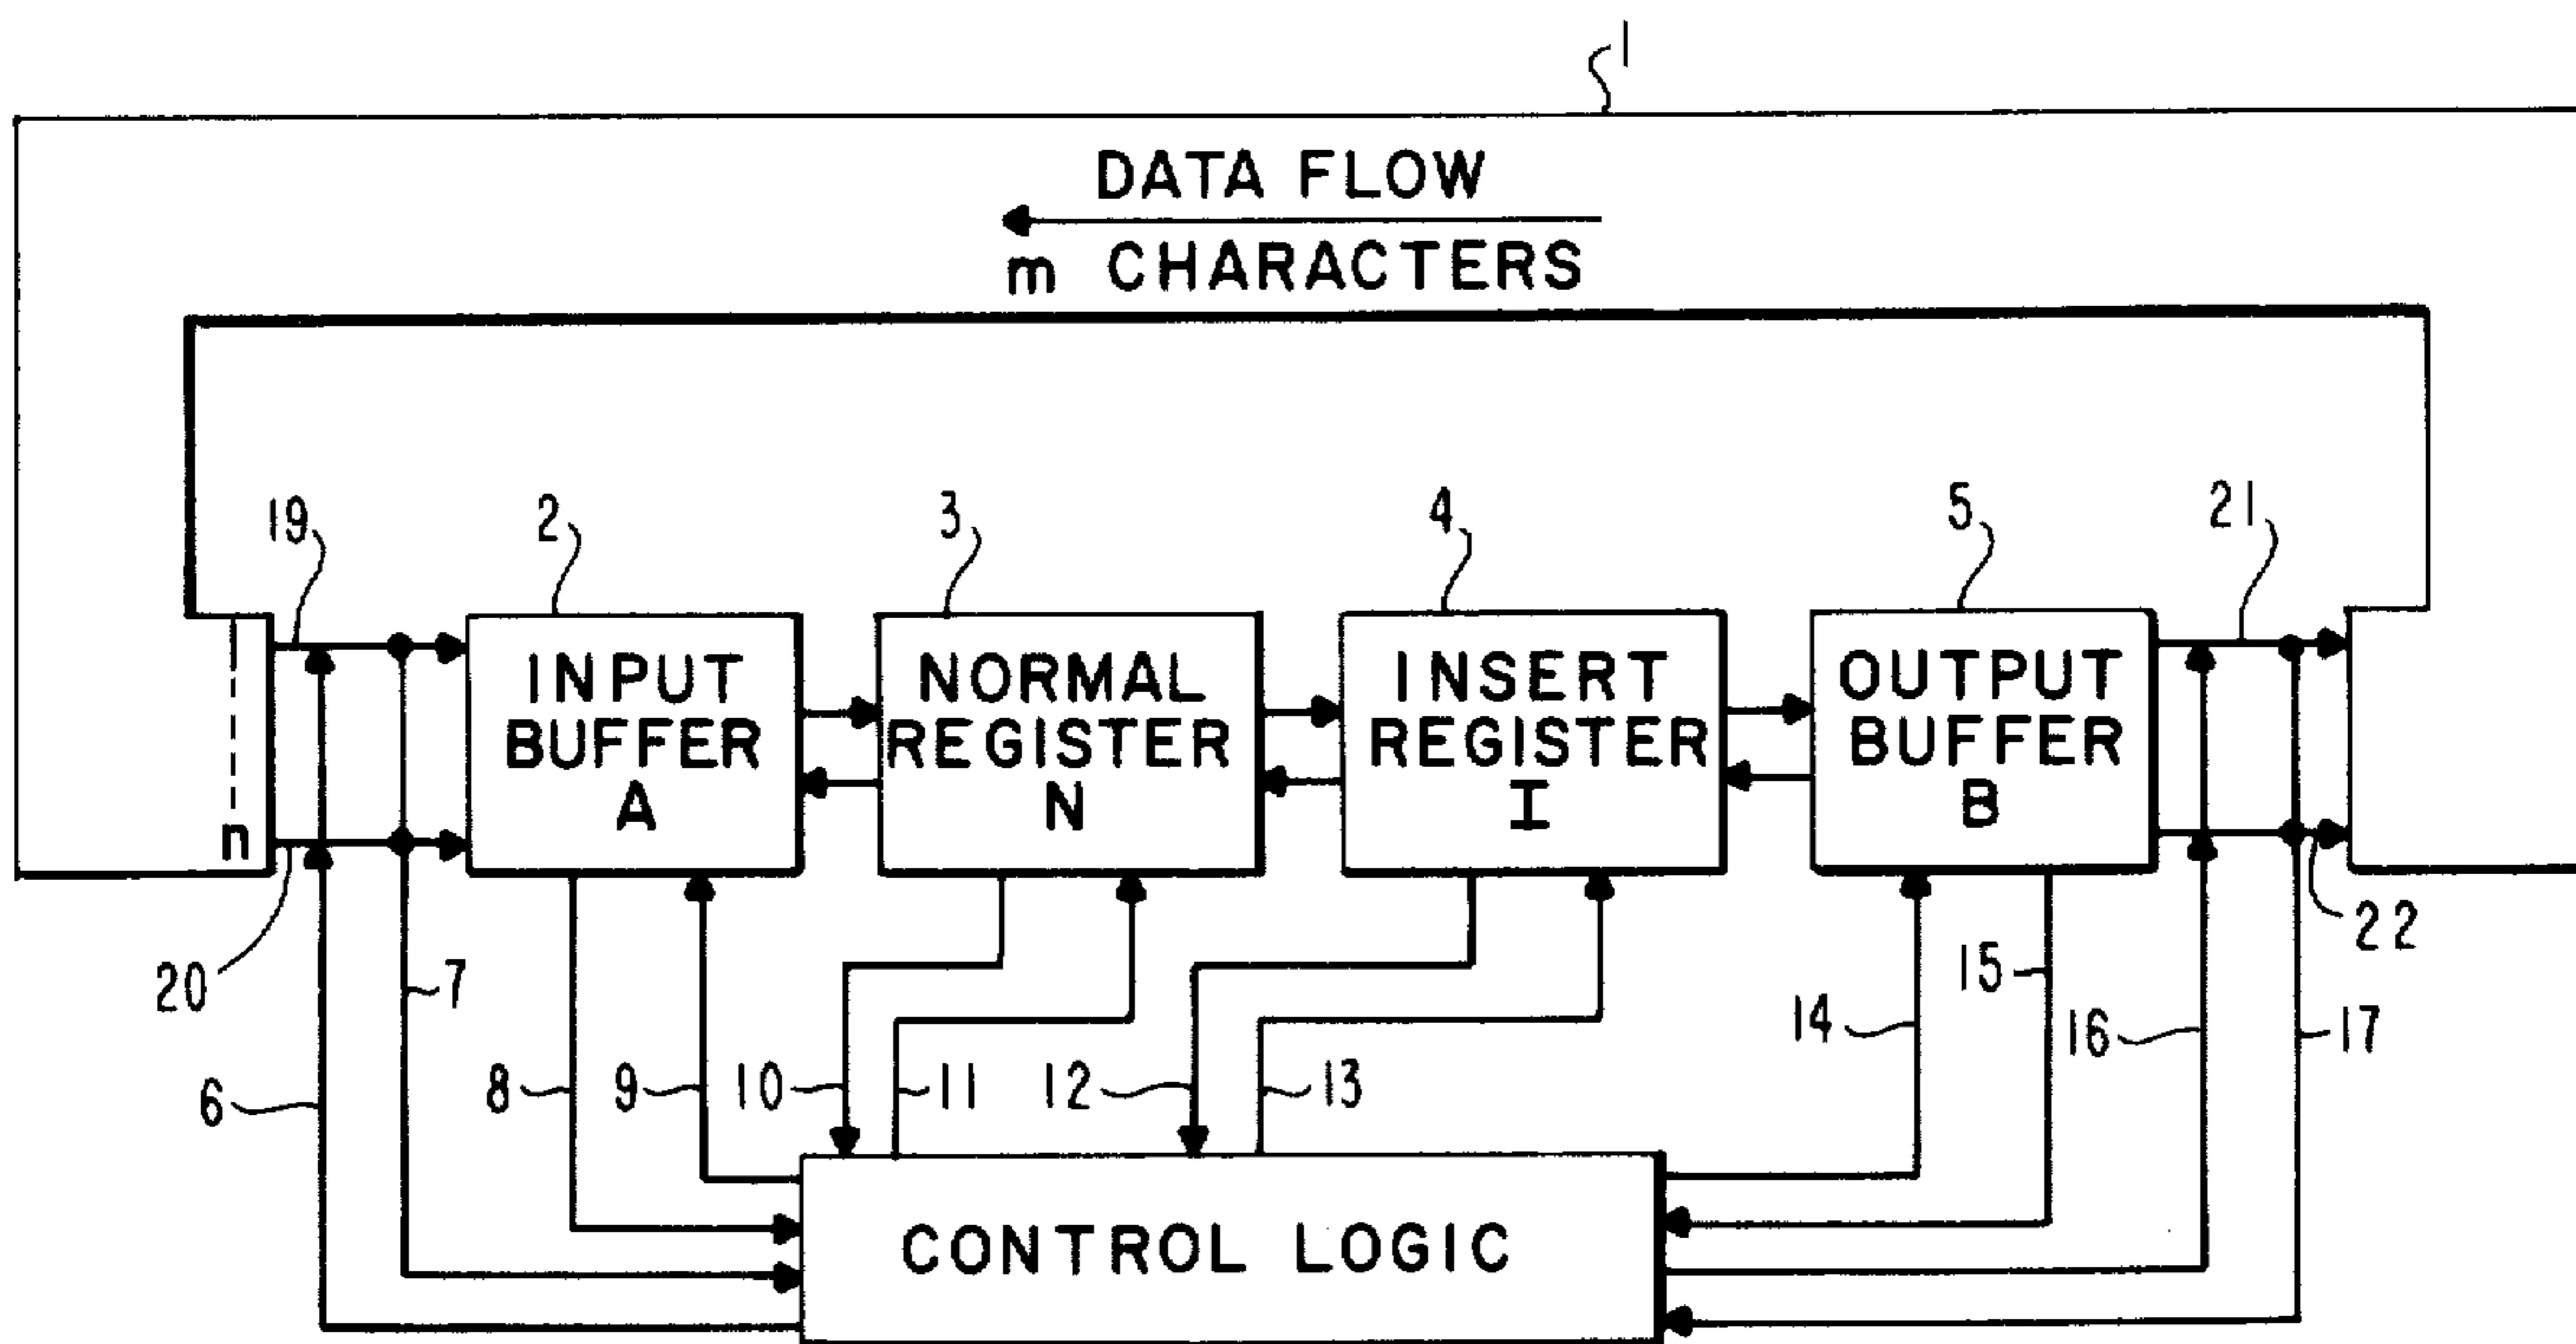 1
DATA FLOW
m CHARACTERS
19
2
3
4
5
21
INPUT
BUFFER
A
NORMAL
REGISTER
N
INSERT
REGISTER
I
OUTPUT
BUFFER
B
n
20
7
22
15
14
16
17
6
8
9
10
11
12
13
CONTROL LOGIC